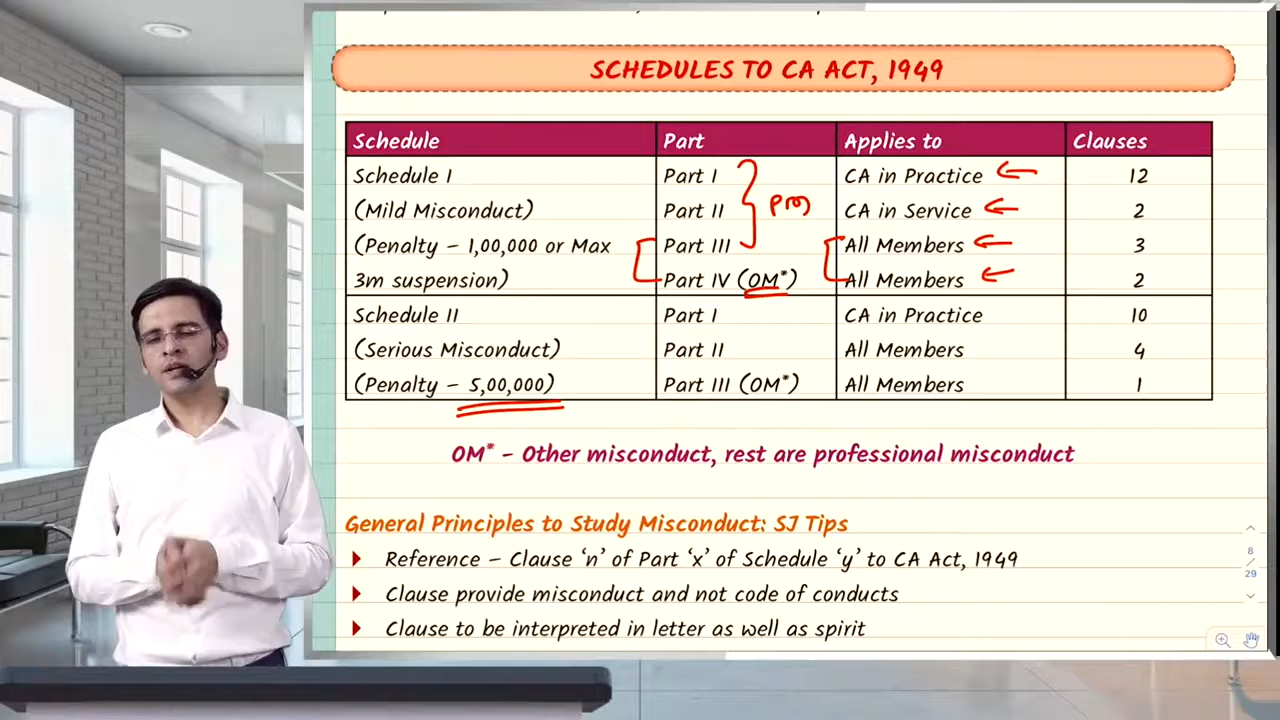 SCHEDULES TO CA ACT, 1949
Schedule Part Applies to Clauses
Schedule I Part I CA in Practice 12
(Mild Misconduct) Part II CA in Service 2
(Penalty – 1,00,000 or Max Part III All Members 3
3m suspension) Part IV (OM*) All Members 2
Schedule II Part I CA in Practice 10
(Serious Misconduct) Part II All Members 4
(Penalty – 5,00,000) Part III (OM*) All Members 1
OM* – Other misconduct, rest are professional misconduct
General Principles to Study Misconduct: SJ Tips
Reference – Clause ‘n’ of Part ‘x’ of Schedule ‘y’ to CA Act, 1949
Clause provide misconduct and not code of conducts
Clause to be interpreted in letter as well as spirit
8
/
29